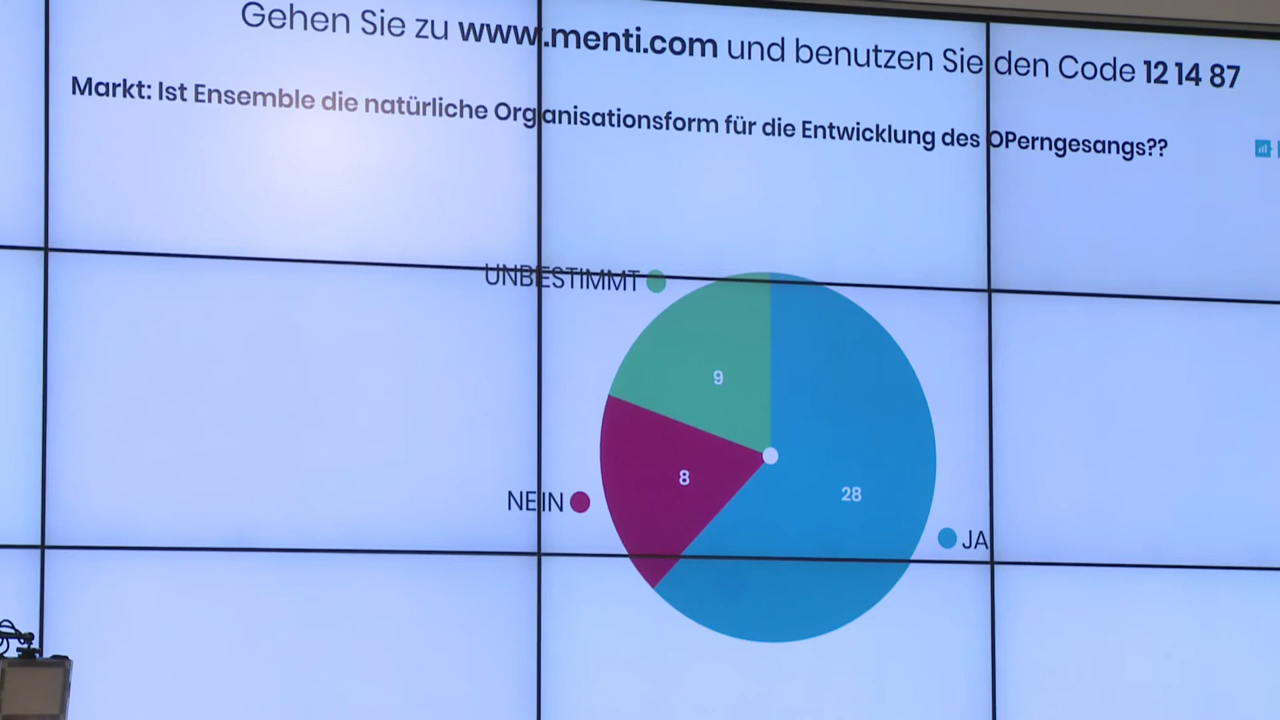 Gehen Sie zu www.menti.com und benutzen Sie den Code 12 14 87
Markt: Ist Ensemble die natürliche Organisationsform für die Entwicklung des OPerngesangs??
UNBESTIMMT
9
8
28
NEIN
JA